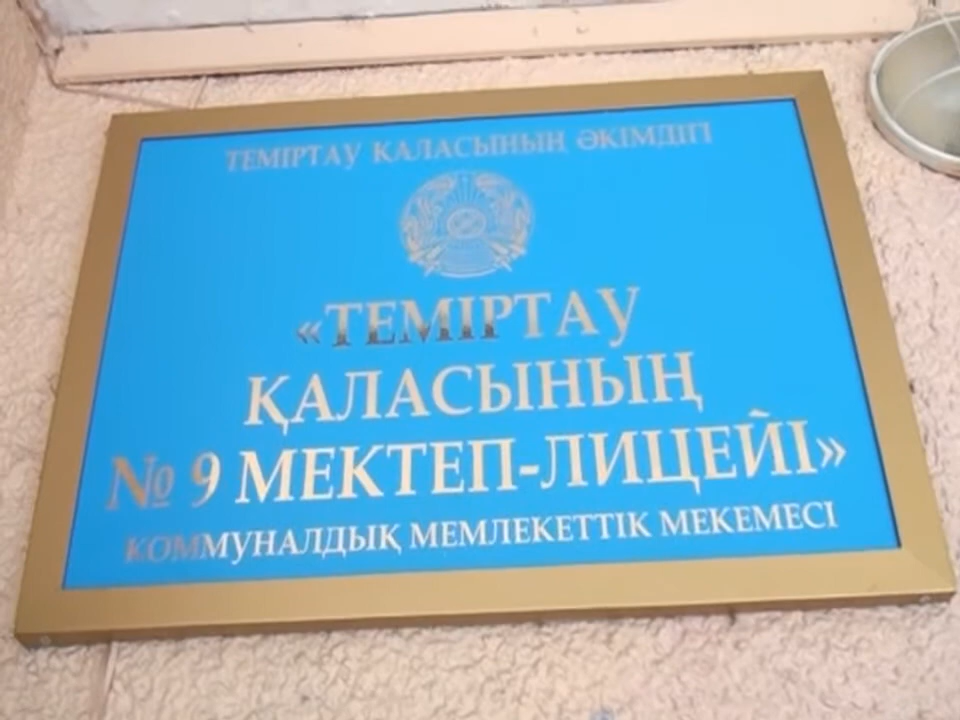 ТЕМІРТАУ ҚАЛАСЫНЫҢ ӘКІМДІГІ
«ТЕМІРТАУ
ҚАЛАСЫНЫҢ
№ 9 МЕКТЕП-ЛИЦЕЙІ»
КОММУНАЛДЫҚ МЕМЛЕКЕТТІК МЕКЕМЕСІ